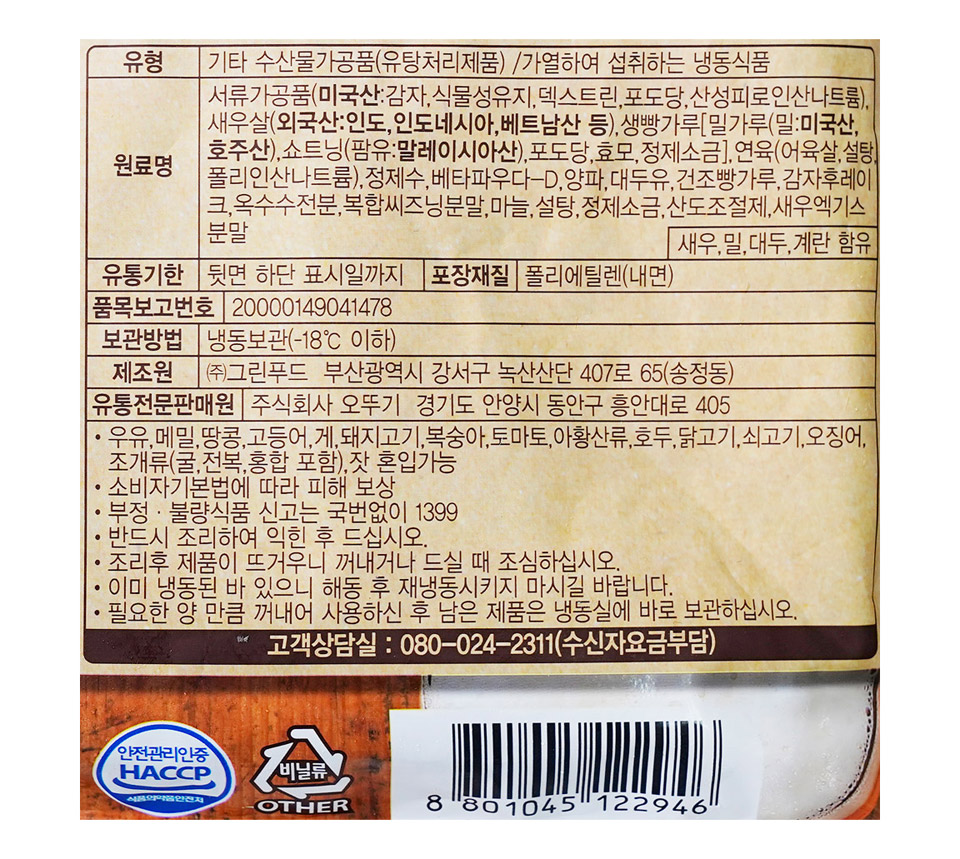 유형 기타 수산물가공품(유탕처리제품) /가열하여 섭취하는 냉동식품
원료명 서류가공품(미국산:감자,식물성유지,덱스트린,포도당,산성피로인산나트륨),
새우살(외국산:인도,인도네시아,베트남산 등),생빵가루[밀가루(밀:미국산,
호주산),쇼트닝(팜유:말레이시아산),포도당,효모,정제소금],연육(어육살,설탕,
폴리인산나트륨),정제수,베타파우다-D,양파,대두유,건조빵가루,감자후레이
크,옥수수전분,복합씨즈닝분말,마늘,설탕,정제소금,산도조절제,새우엑기스
분말
새우,밀,대두,계란 함유
유통기한 뒷면 하단 표시일까지 포장재질 폴리에틸렌(내면)
품목보고번호 20000149041478
보관방법 냉동보관(-18℃ 이하)
제조원 ㈜그린푸드 부산광역시 강서구 녹산산단 407로 65(송정동)
유통전문판매원 주식회사 오뚜기 경기도 안양시 동안구 흥안대로 405
• 우유,메밀,땅콩,고등어,게,돼지고기,복숭아,토마토,아황산류,호두,닭고기,쇠고기,오징어,
조개류(굴,전복,홍합 포함),잣 혼입가능
• 소비자기본법에 따라 피해 보상
• 부정 · 불량식품 신고는 국번없이 1399
• 반드시 조리하여 익힌 후 드십시오.
• 조리후 제품이 뜨거우니 꺼내거나 드실 때 조심하십시오.
• 이미 냉동된 바 있으니 해동 후 재냉동시키지 마시길 바랍니다.
• 필요한 양 만큼 꺼내어 사용하신 후 남은 제품은 냉동실에 바로 보관하십시오.
고객상담실 : 080-024-2311(수신자요금부담)
안전관리인증
HACCP
식품의약품안전처
비닐류
OTHER
8 801045 122946